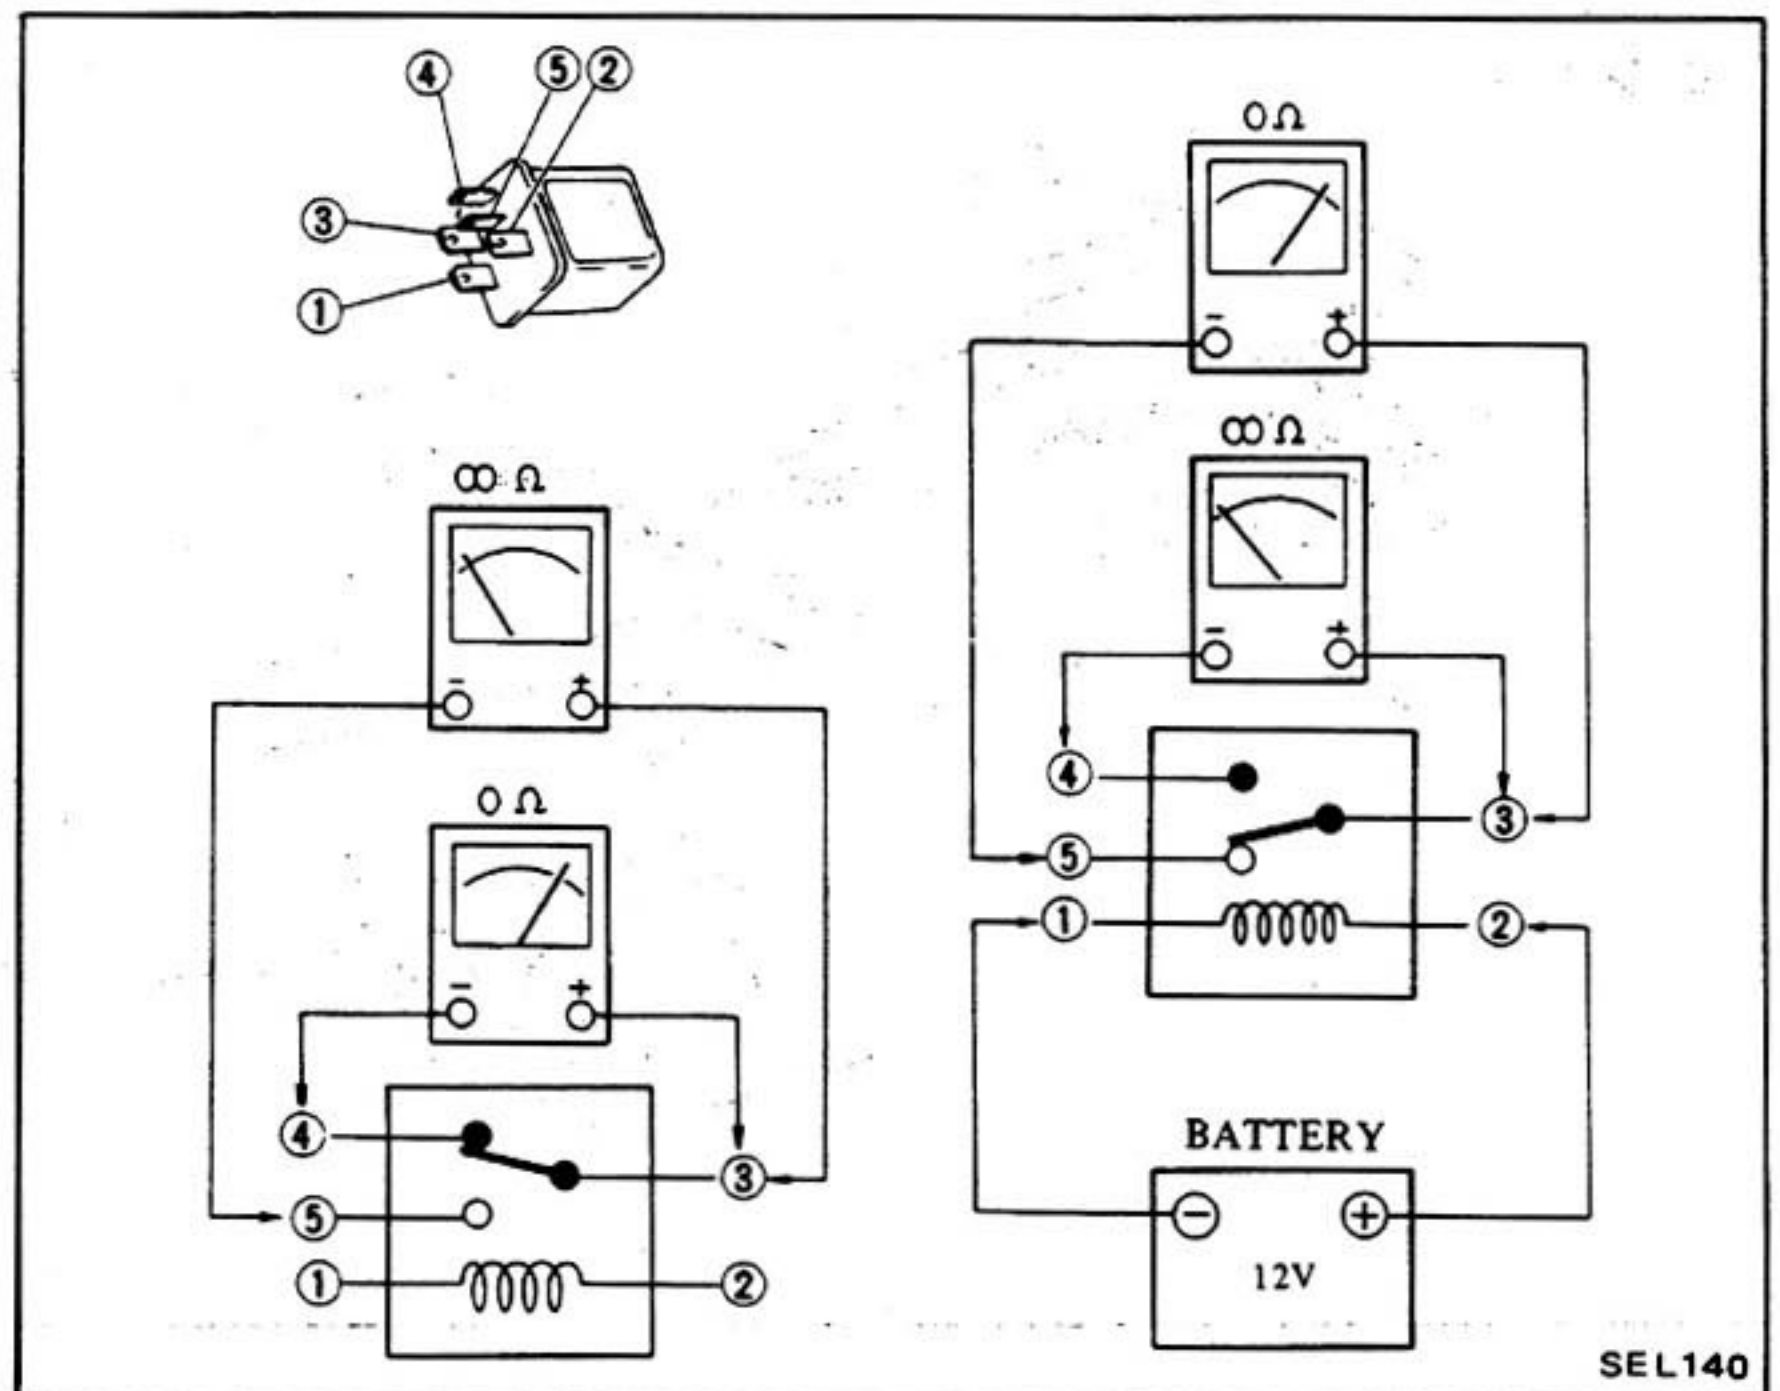 ④ ⑤ ②
③
①
∞ Ω
- +
0 Ω
- +
④
③
⑤
① ②
0 Ω
- +
∞ Ω
- +
④
③
⑤
① ②
BATTERY
- +
12V
SEL140